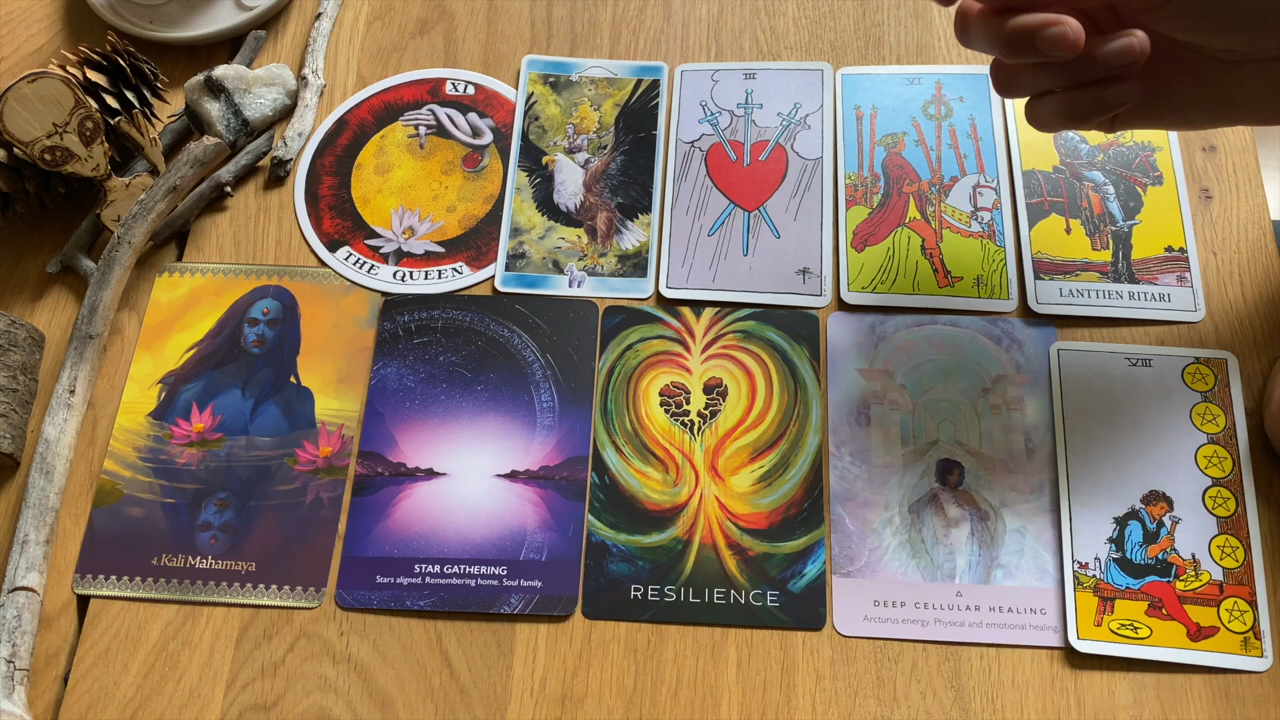 XI
THE QUEEN
III
VI
LANTTIEN RITARI
4. Kali Mahamaya
STAR GATHERING
Stars aligned. Remembering home. Soul family.
RESILIENCE
DEEP CELLULAR HEALING
Arcturus energy. Physical and emotional healing.
VIII